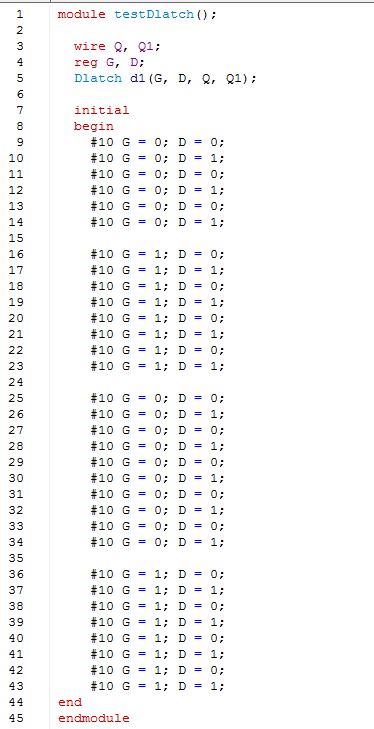 1 module testDlatch();
2
3 wire Q, Q1;
4 reg G, D;
5 Dlatch d1(G, D, Q, Q1);
6
7 initial
8 begin
9 #10 G = 0; D = 0;
10 #10 G = 0; D = 1;
11 #10 G = 0; D = 0;
12 #10 G = 0; D = 1;
13 #10 G = 0; D = 0;
14 #10 G = 0; D = 1;
15
16 #10 G = 1; D = 0;
17 #10 G = 1; D = 1;
18 #10 G = 1; D = 0;
19 #10 G = 1; D = 1;
20 #10 G = 1; D = 0;
21 #10 G = 1; D = 1;
22 #10 G = 1; D = 0;
23 #10 G = 1; D = 1;
24
25 #10 G = 0; D = 0;
26 #10 G = 0; D = 1;
27 #10 G = 0; D = 0;
28 #10 G = 0; D = 1;
29 #10 G = 0; D = 0;
30 #10 G = 0; D = 1;
31 #10 G = 0; D = 0;
32 #10 G = 0; D = 1;
33 #10 G = 0; D = 0;
34 #10 G = 0; D = 1;
35
36 #10 G = 1; D = 0;
37 #10 G = 1; D = 1;
38 #10 G = 1; D = 0;
39 #10 G = 1; D = 1;
40 #10 G = 1; D = 0;
41 #10 G = 1; D = 1;
42 #10 G = 1; D = 0;
43 #10 G = 1; D = 1;
44 end
45 endmodule